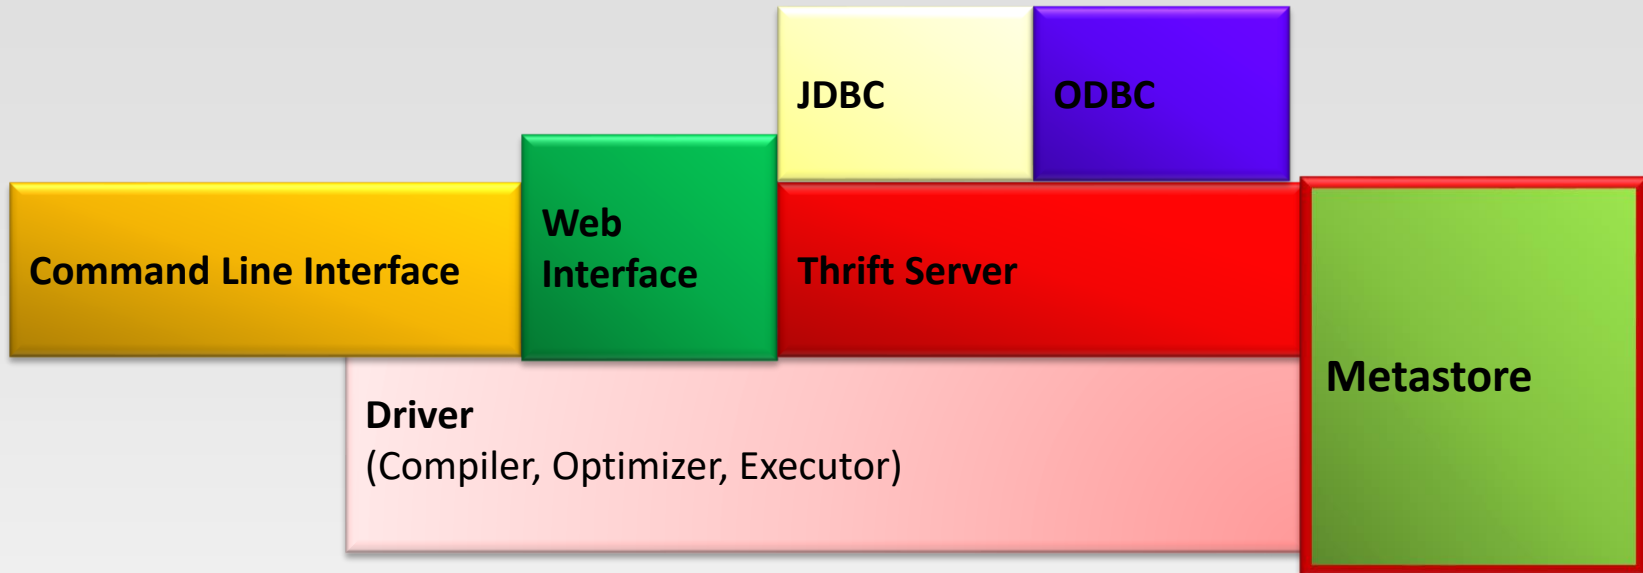 JDBC
ODBC
Command Line Interface
Web
Interface
Thrift Server
Metastore
Driver
(Compiler, Optimizer, Executor)